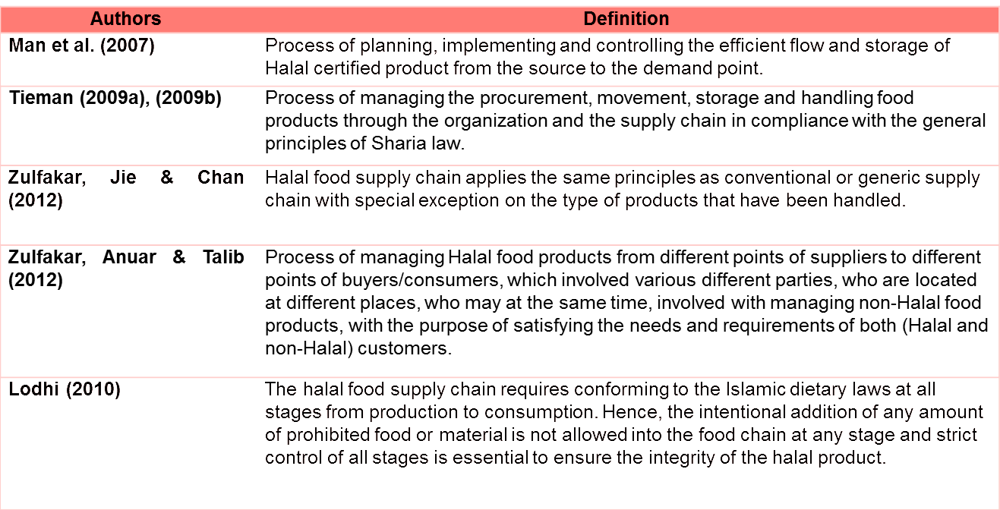 Authors Definition
Man et al. (2007) Process of planning, implementing and controlling the efficient flow and storage of
Halal certified product from the source to the demand point.
Tieman (2009a), (2009b) Process of managing the procurement, movement, storage and handling food
products through the organization and the supply chain in compliance with the general
principles of Sharia law.
Zulfakar, Jie & Chan Halal food supply chain applies the same principles as conventional or generic supply
(2012) chain with special exception on the type of products that have been handled.
Zulfakar, Anuar & Talib Process of managing Halal food products from different points of suppliers to different
(2012) points of buyers/consumers, which involved various different parties, who are located
at different places, who may at the same time, involved with managing non-Halal food
products, with the purpose of satisfying the needs and requirements of both (Halal and
non-Halal) customers.
Lodhi (2010) The halal food supply chain requires conforming to the Islamic dietary laws at all
stages from production to consumption. Hence, the intentional addition of any amount
of prohibited food or material is not allowed into the food chain at any stage and strict
control of all stages is essential to ensure the integrity of the halal product.